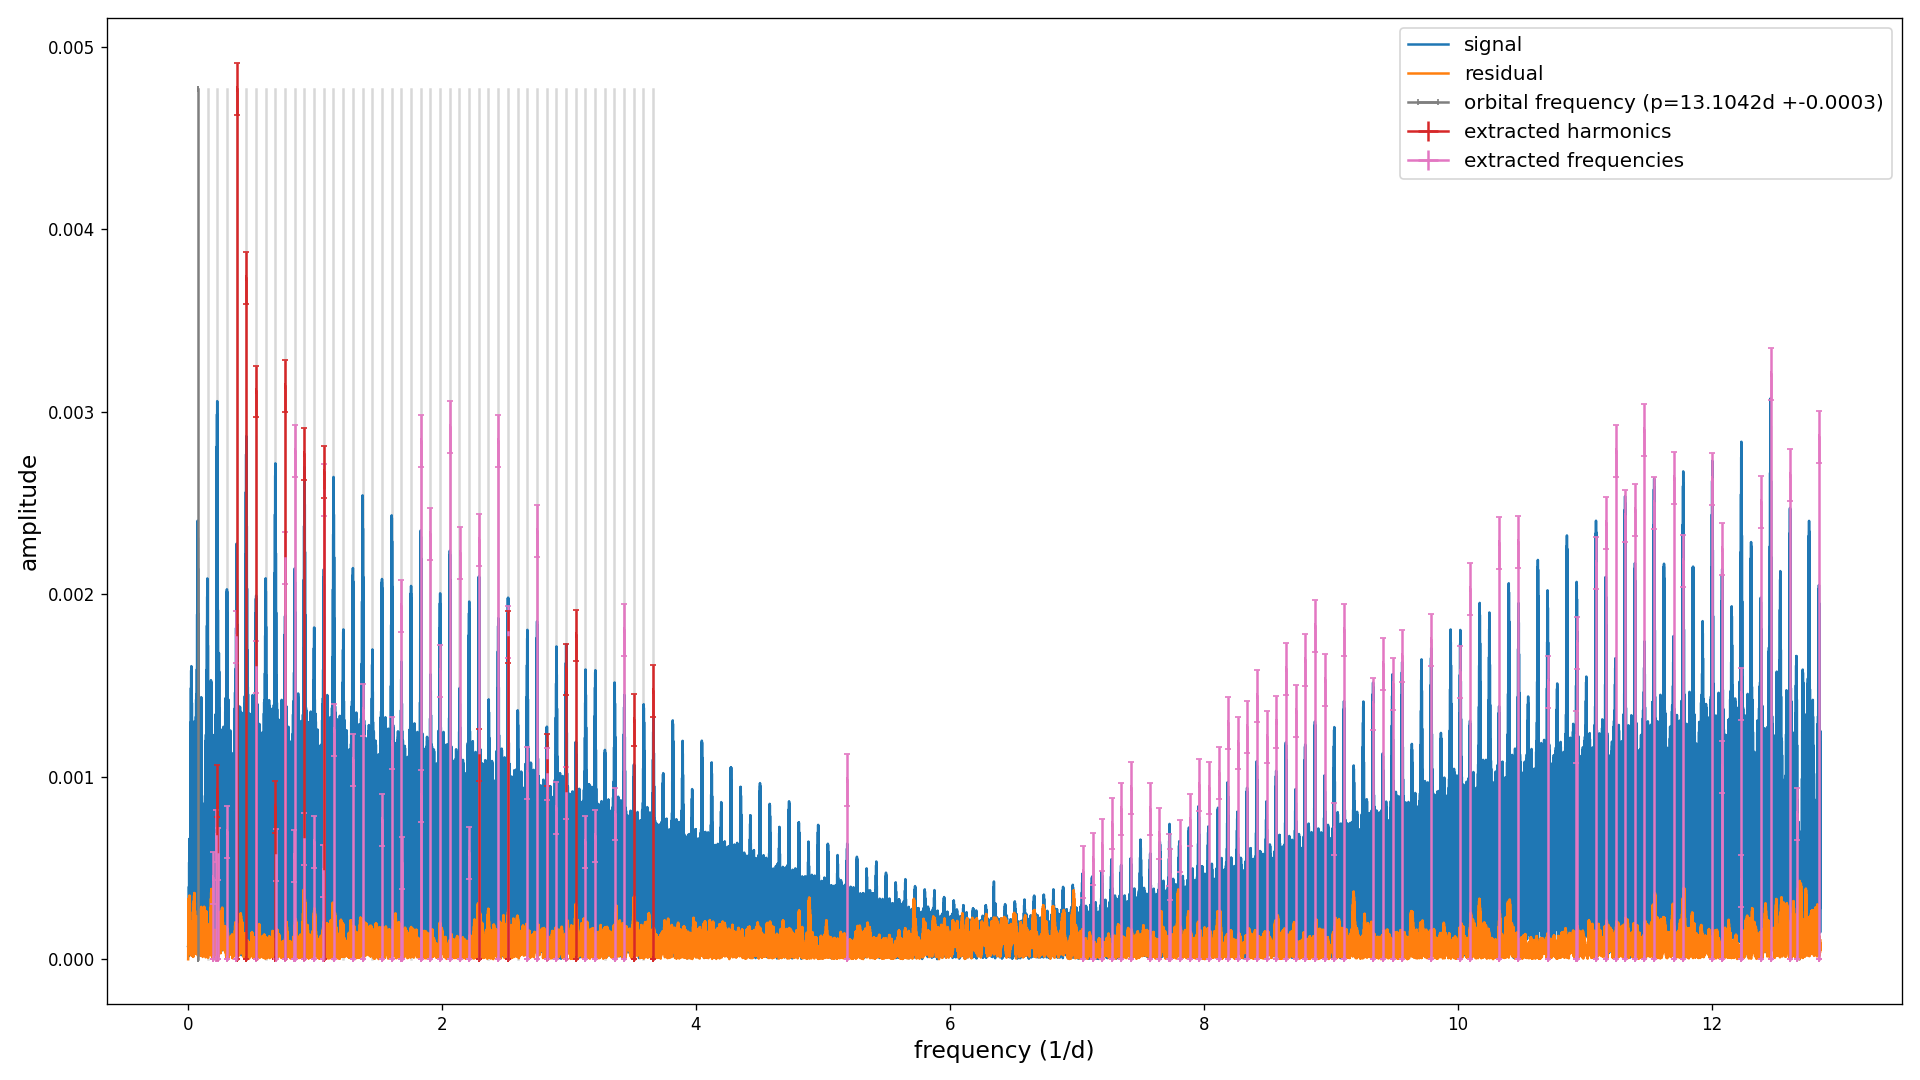 0.005
0.004
0.003
0.002
0.001
0.000
amplitude
0
2
4
6
8
10
12
frequency (1/d)
signal
residual
orbital frequency (p=13.1042d +-0.0003)
extracted harmonics
extracted frequencies